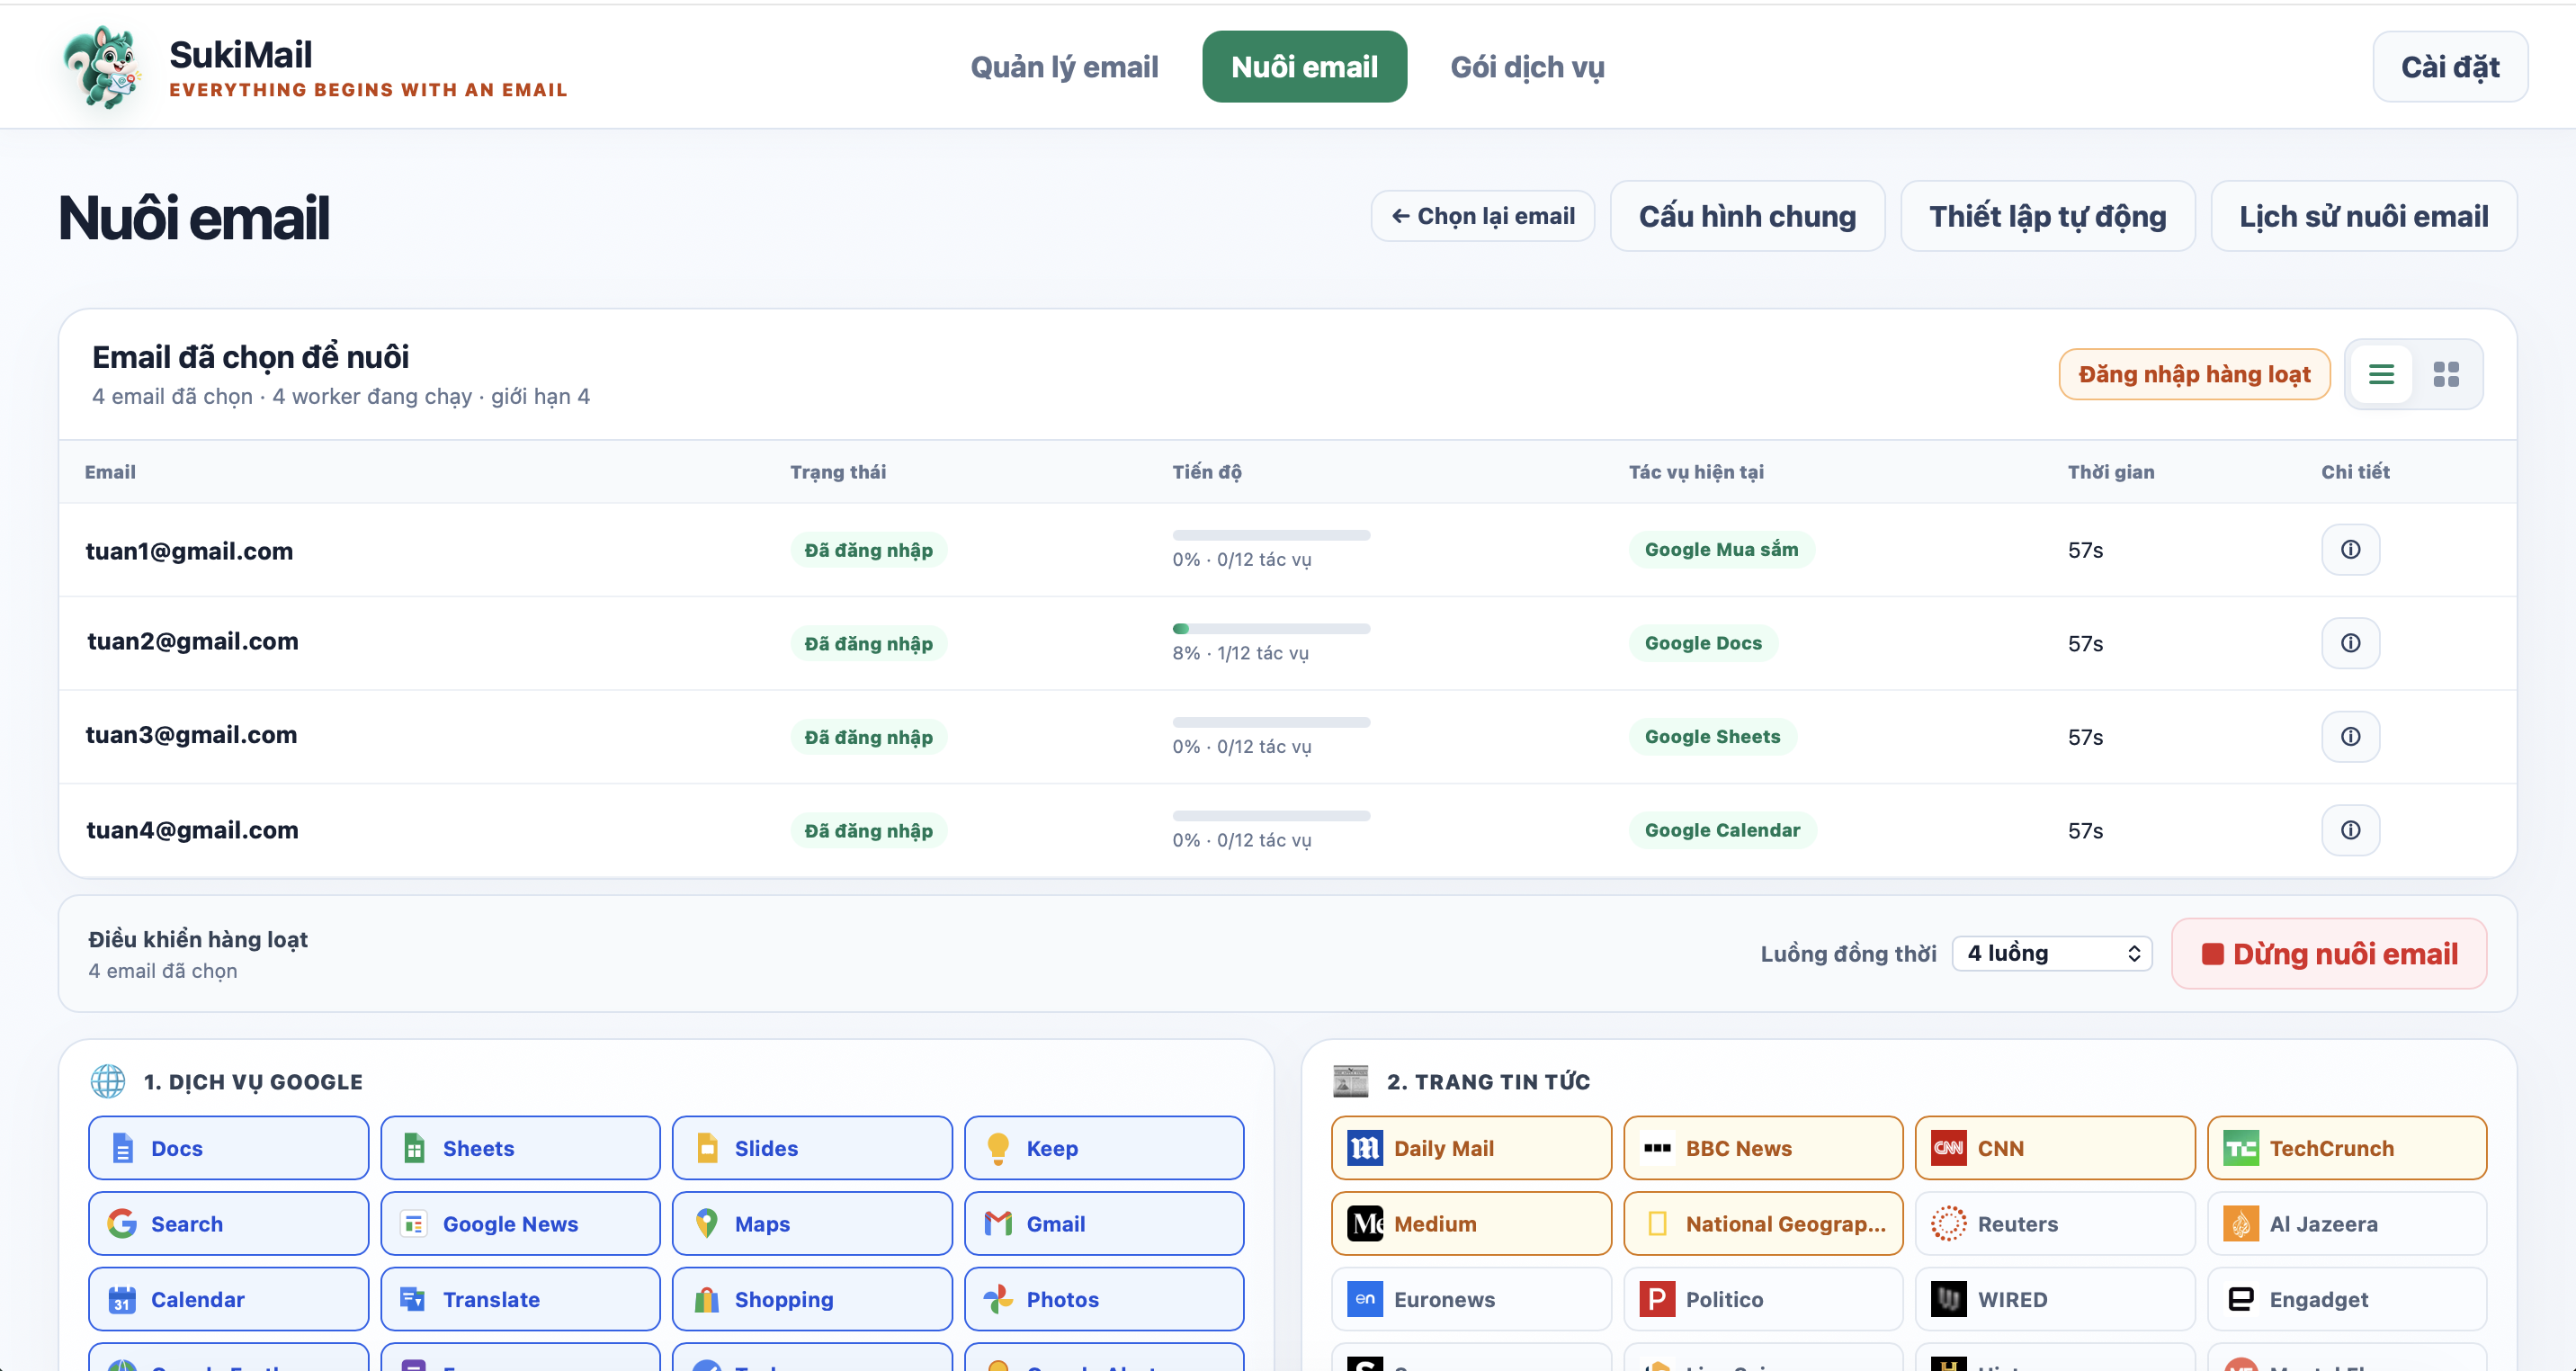 SukiMail
EVERYTHING BEGINS WITH AN EMAIL
Quản lý email
Nuôi email
Gói dịch vụ
Cài đặt
Nuôi email
← Chọn lại email
Cấu hình chung
Thiết lập tự động
Lịch sử nuôi email
Email đã chọn để nuôi
4 email đã chọn · 4 worker đang chạy · giới hạn 4
Đăng nhập hàng loạt
Email Trạng thái Tiến độ Tác vụ hiện tại Thời gian Chi tiết
tuan1@gmail.com Đã đăng nhập 0% · 0/12 tác vụ Google Mua sắm 57s
tuan2@gmail.com Đã đăng nhập 8% · 1/12 tác vụ Google Docs 57s
tuan3@gmail.com Đã đăng nhập 0% · 0/12 tác vụ Google Sheets 57s
tuan4@gmail.com Đã đăng nhập 0% · 0/12 tác vụ Google Calendar 57s
Điều khiển hàng loạt
4 email đã chọn
Luồng đồng thời
4 luồng
Dừng nuôi email
1. DỊCH VỤ GOOGLE
Docs
Sheets
Slides
Keep
Search
Google News
Maps
Gmail
31
Calendar
Translate
Shopping
Photos
2. TRANG TIN TỨC
Daily Mail
BBC News
CNN
CNN
TC
TechCrunch
Me
Medium
National Geograp...
Reuters
Al Jazeera
en
Euronews
P
Politico
WIRED
Engadget